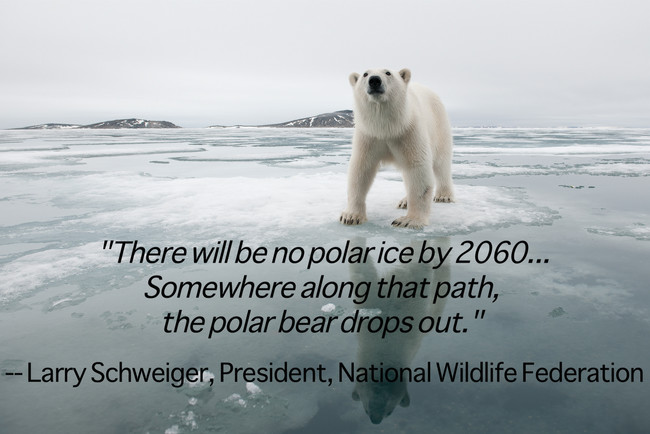 "There will be no polar ice by 2060...
Somewhere along that path,
the polar bear drops out."
-- Larry Schweiger, President, National Wildlife Federation